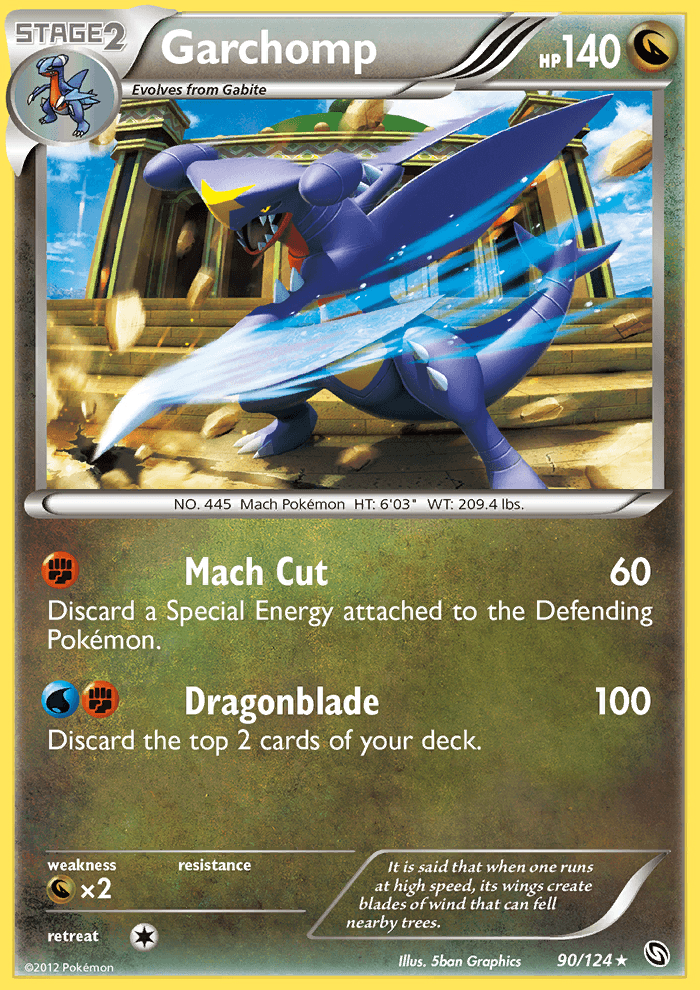 STAGE2
Garchomp
HP140
Evolves from Gabite
NO. 445 Mach Pokémon HT: 6'03" WT: 209.4 lbs.
Mach Cut 60
Discard a Special Energy attached to the Defending
Pokémon.
Dragonblade 100
Discard the top 2 cards of your deck.
weakness resistance
×2
It is said that when one runs
at high speed, its wings create
blades of wind that can fell
nearby trees.
retreat
©2012 Pokémon
Illus. 5ban Graphics 90/124★